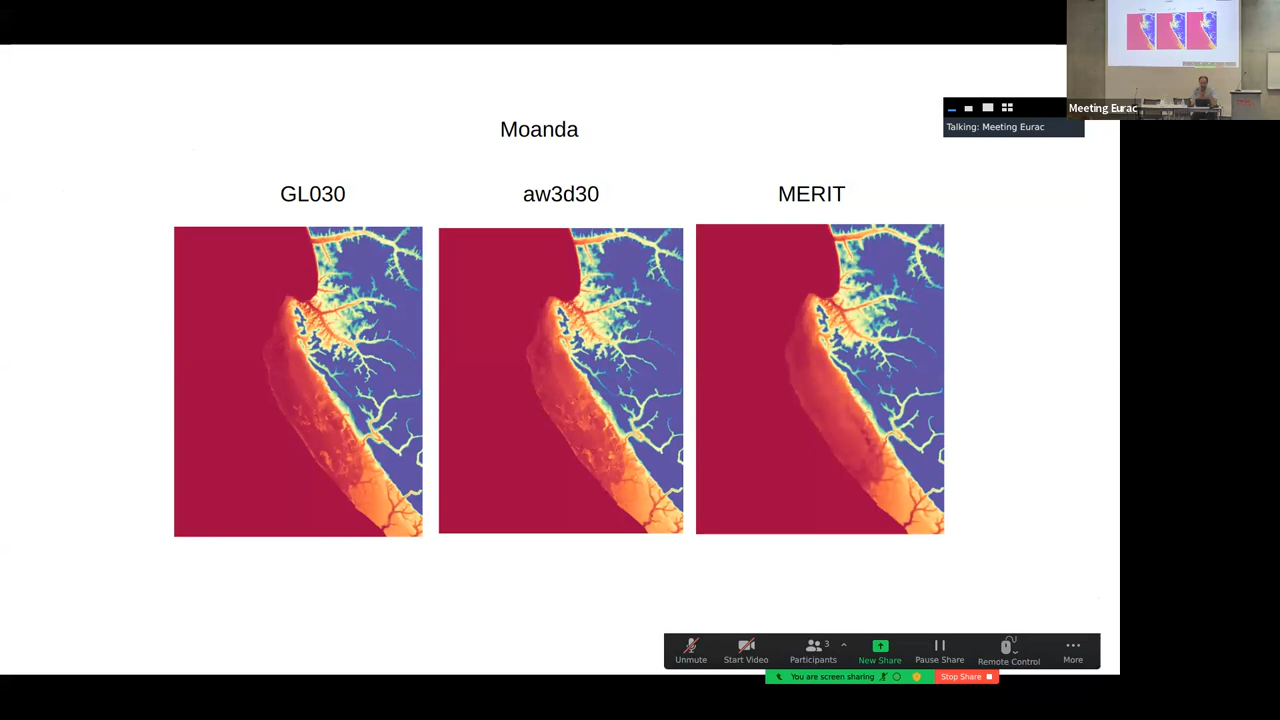 Meeting Eurac
Talking: Meeting Eurac
Moanda
GL030
aw3d30
MERIT
Unmute
Start Video
3
Participants
New Share
Pause Share
Remote Control
More
You are screen sharing
Stop Share